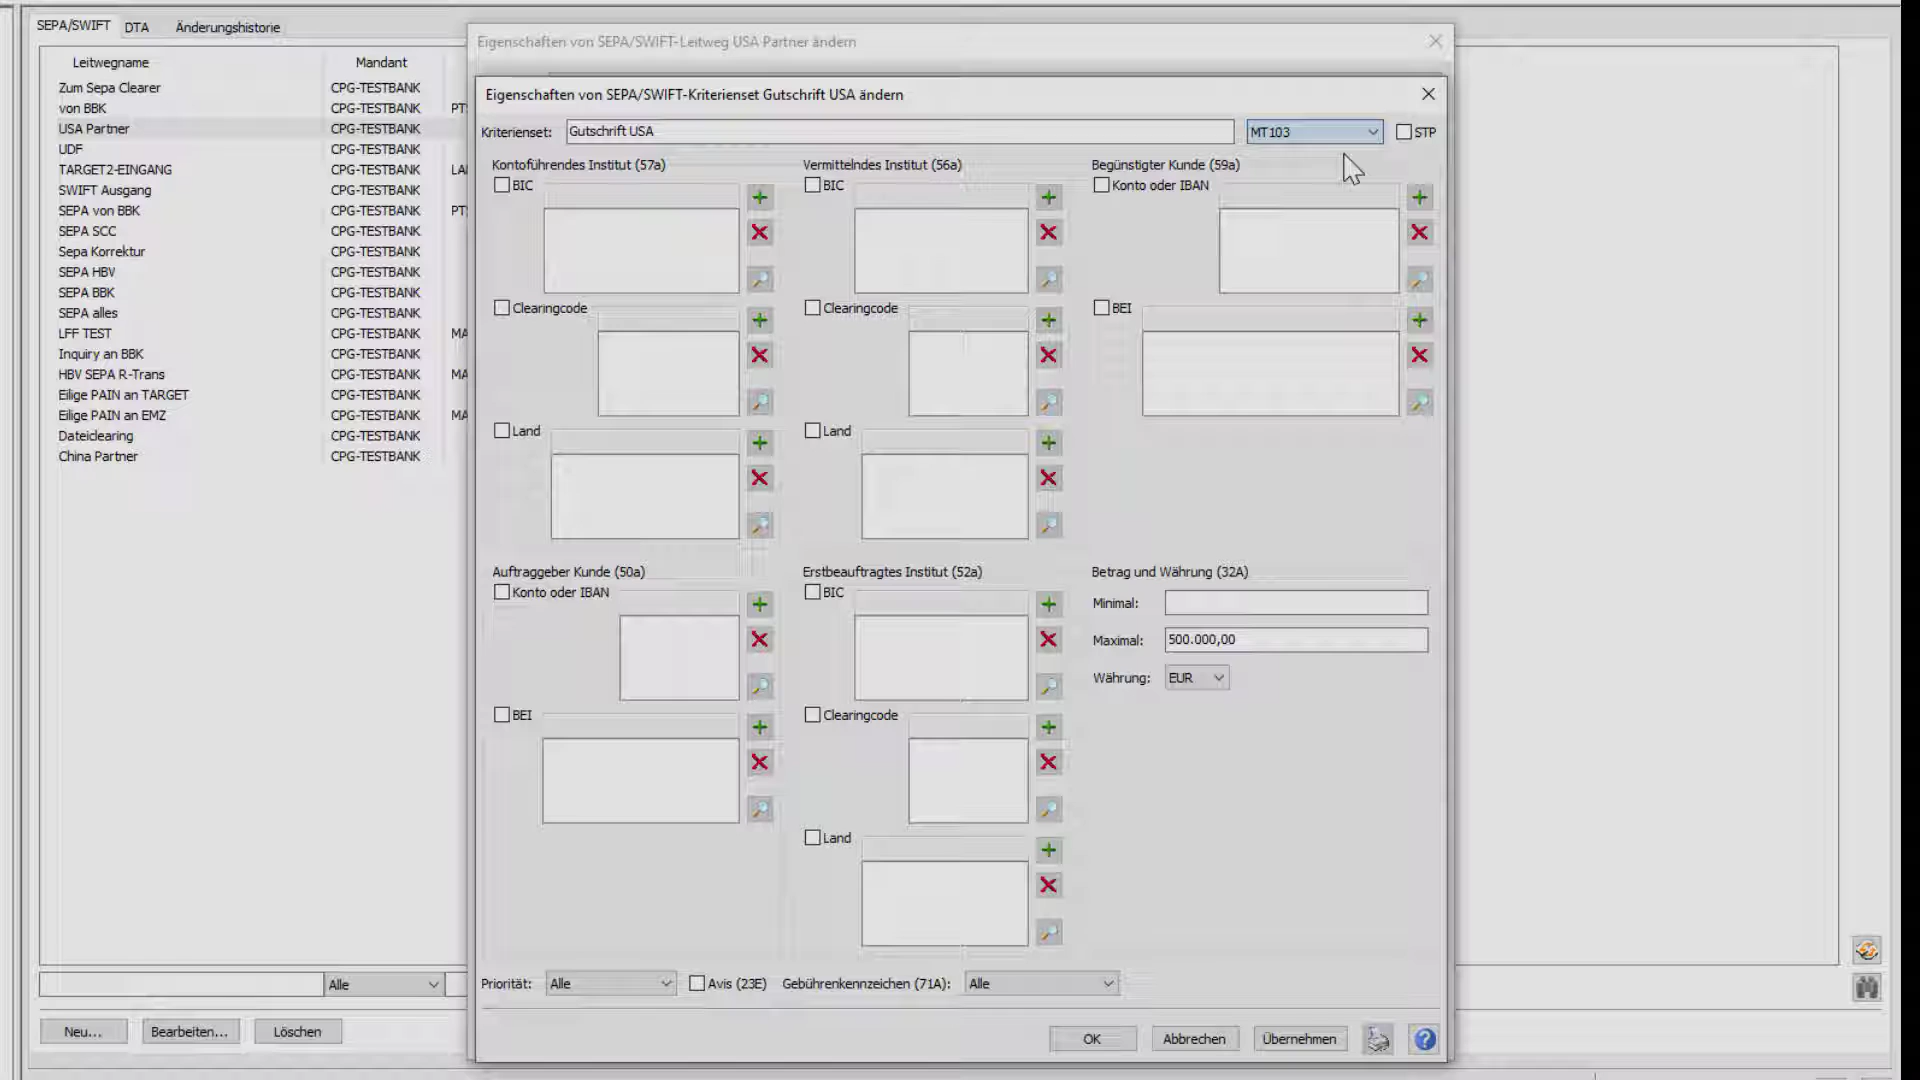 SEPA/SWIFT DTA Änderungshistorie
Leitwegname Mandant
Zum Sepa Clearer CPG-TESTBANK
von BBK CPG-TESTBANK PT
USA Partner CPG-TESTBANK
UDF CPG-TESTBANK
TARGET2-EINGANG CPG-TESTBANK
SWIFT Ausgang CPG-TESTBANK
SEPA von BBK CPG-TESTBANK PT
SEPA SCC CPG-TESTBANK
Sepa Korrektur CPG-TESTBANK
SEPA HBV CPG-TESTBANK
SEPA BBK CPG-TESTBANK
SEPA alles CPG-TESTBANK
LFF TEST CPG-TESTBANK MA
Inquiry an BBK CPG-TESTBANK
HBV SEPA R-Trans CPG-TESTBANK MA
Eilige PAIN an TARGET CPG-TESTBANK
Eilige PAIN an EMZ CPG-TESTBANK MA
Dateiclearing CPG-TESTBANK
China Partner CPG-TESTBANK
Alle
Neu... Bearbeiten... Löschen
Eigenschaften von SEPA/SWIFT-Leitweg USA Partner ändern
Eigenschaften von SEPA/SWIFT-Kriterienset Gutschrift USA ändern
Kriterienset: Gutschrift USA MT103 STP
Kontoführendes Institut (57a) Vermittelndes Institut (56a) Begünstigter Kunde (59a)
BIC BIC Konto oder IBAN
Clearingcode Clearingcode BEI
Land Land
Auftraggeber Kunde (50a) Erstbeauftragtes Institut (52a) Betrag und Währung (32A)
Konto oder IBAN BIC Minimal:
Maximal: 500.000,00
Währung: EUR
BEI Clearingcode
Land
Priorität: Alle Avis (23E) Gebührenkennzeichen (71A): Alle
OK Abbrechen Übernehmen